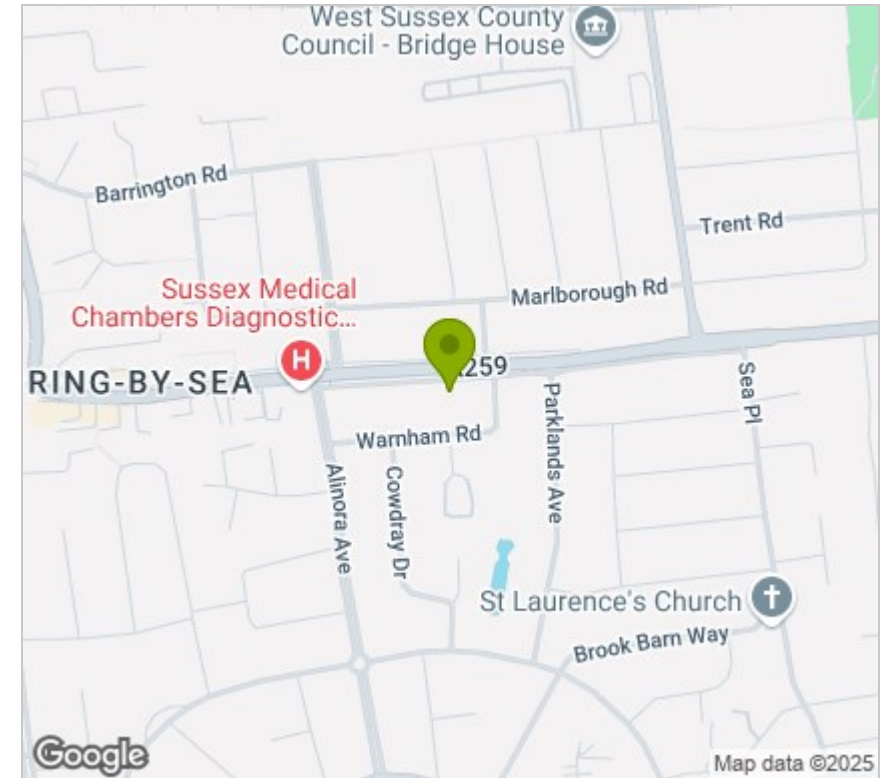 West Sussex County
Council - Bridge House
Barrington Rd
Trent Rd
Marlborough Rd
Sussex Medical
Chambers Diagnostic...
H
RING-BY-SEA
259
Sea Pl
Parklands Ave
Warnham Rd
Alinora Ave
Cowdray Dr
St Laurence's Church
Brook Barn Way
Google
Map data ©2025